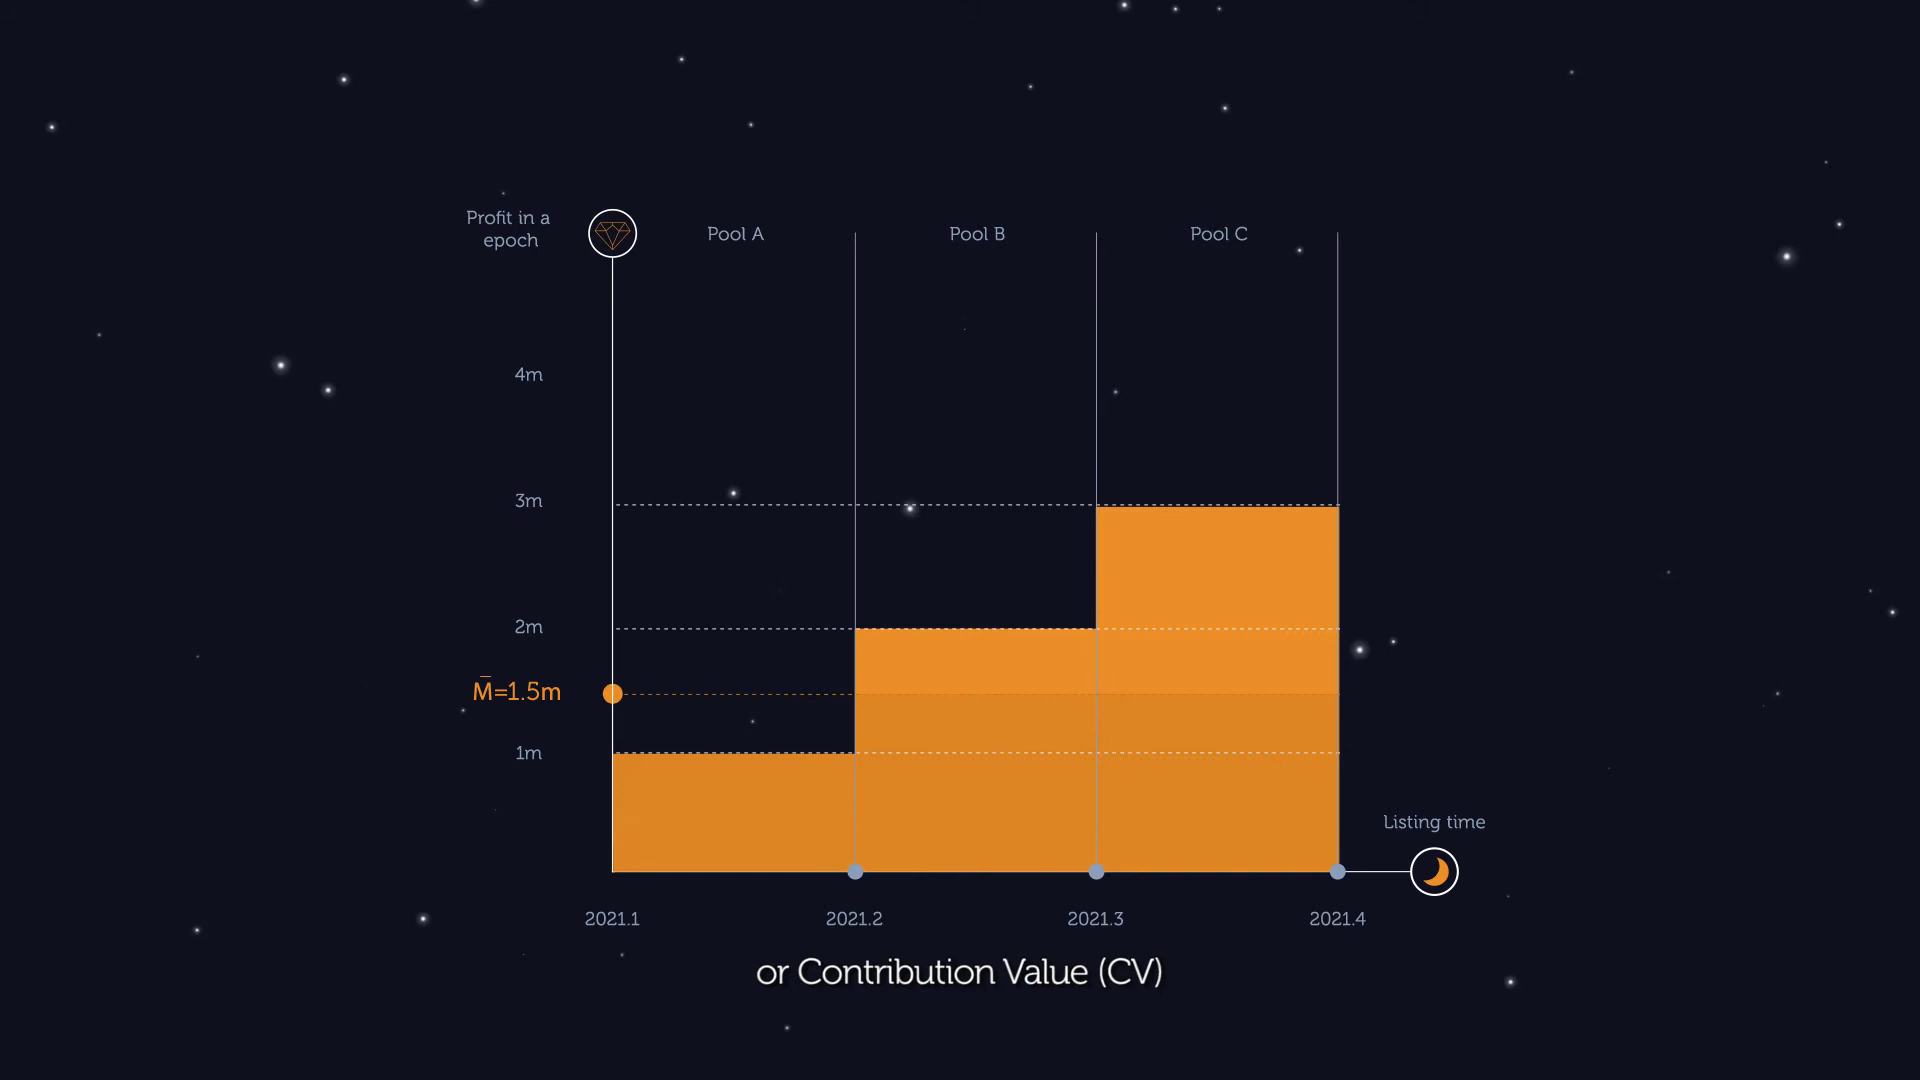 Profit in a
epoch
Pool A
Pool B
Pool C
4m
3m
2m
M̅=1.5m
1m
Listing time
2021.1
2021.2
2021.3
2021.4
or Contribution Value (CV)